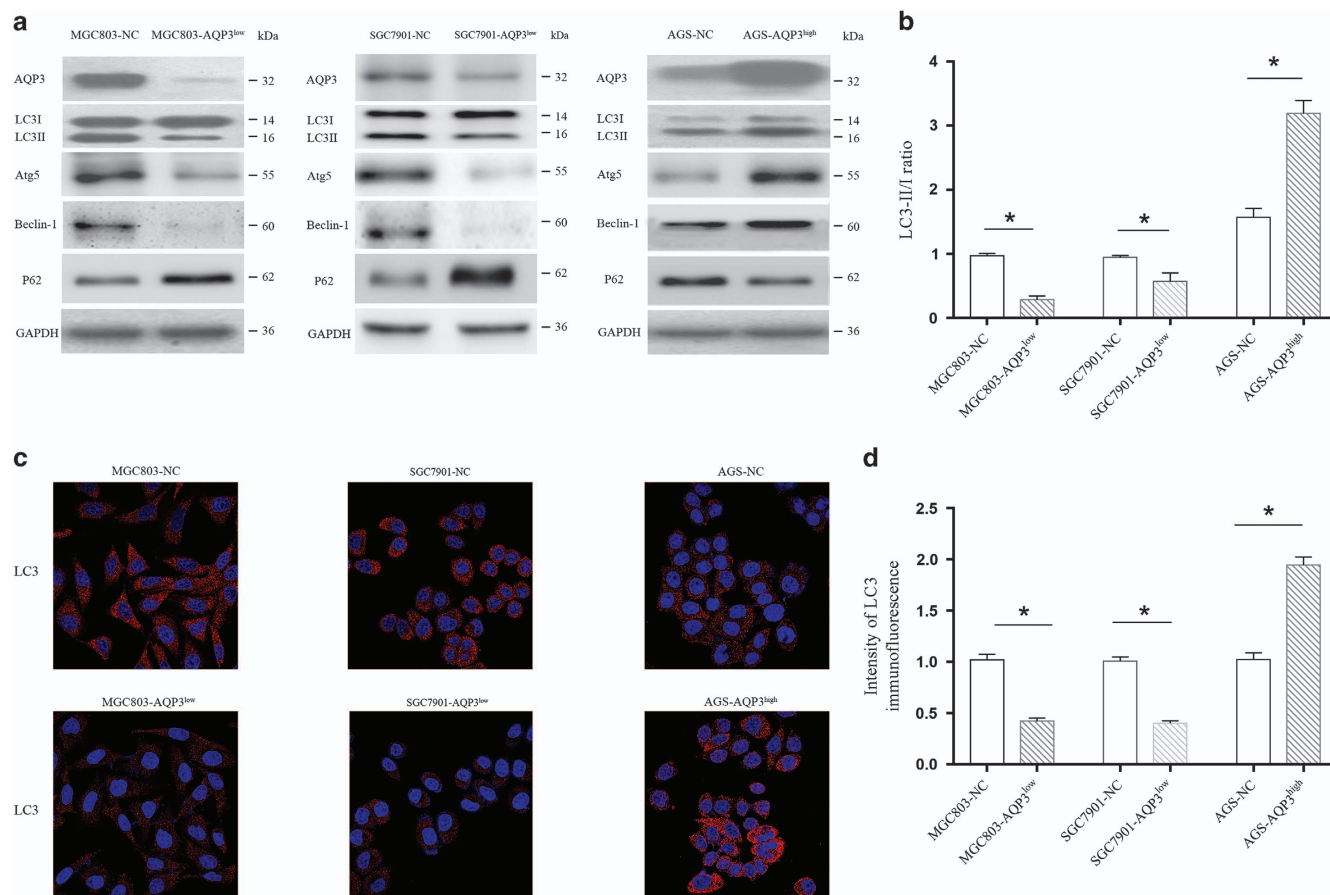 a
MGC803-NC MGC803-AQP3low kDa
AQP3 32
LC3I 14
LC3II 16
Atg5 55
Beclin-1 60
P62 62
GAPDH 36
SGC7901-NC SGC7901-AQP3low kDa
AQP3 32
LC3I 14
LC3II 16
Atg5 55
Beclin-1 60
P62 62
GAPDH 36
AGS-NC AGS-AQP3high kDa
AQP3 32
LC3I 14
LC3II 16
Atg5 55
Beclin-1 60
P62 62
GAPDH 36
b
LC3-II/I ratio
4
3
2
1
0
* * *
MGC803-NC
MGC803-AQP3low
SGC7901-NC
SGC7901-AQP3low
AGS-NC
AGS-AQP3high
c
MGC803-NC SGC7901-NC AGS-NC
LC3
MGC803-AQP3low SGC7901-AQP3low AGS-AQP3high
LC3
d
Intensity of LC3
immunofluorescence
2.5
2.0
1.5
1.0
0.5
0.0
* * *
MGC803-NC
MGC803-AQP3low
SGC7901-NC
SGC7901-AQP3low
AGS-NC
AGS-AQP3high